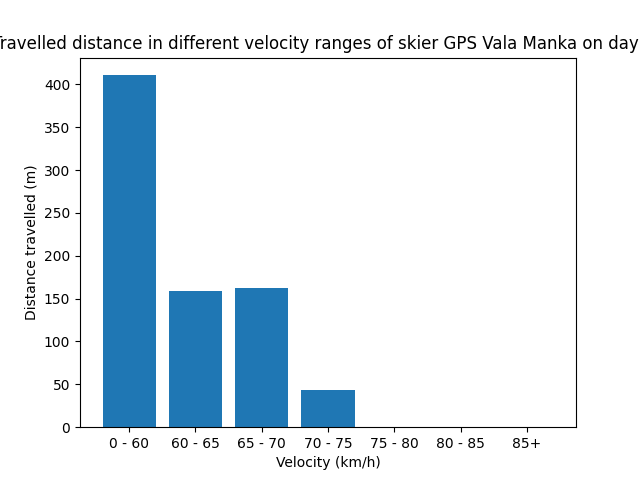 ravelled distance in different velocity ranges of skier GPS Vala Manka on day
400
350
300
250
200
150
100
50
0
Distance travelled (m)
0 - 60 60 - 65 65 - 70 70 - 75 75 - 80 80 - 85 85+
Velocity (km/h)